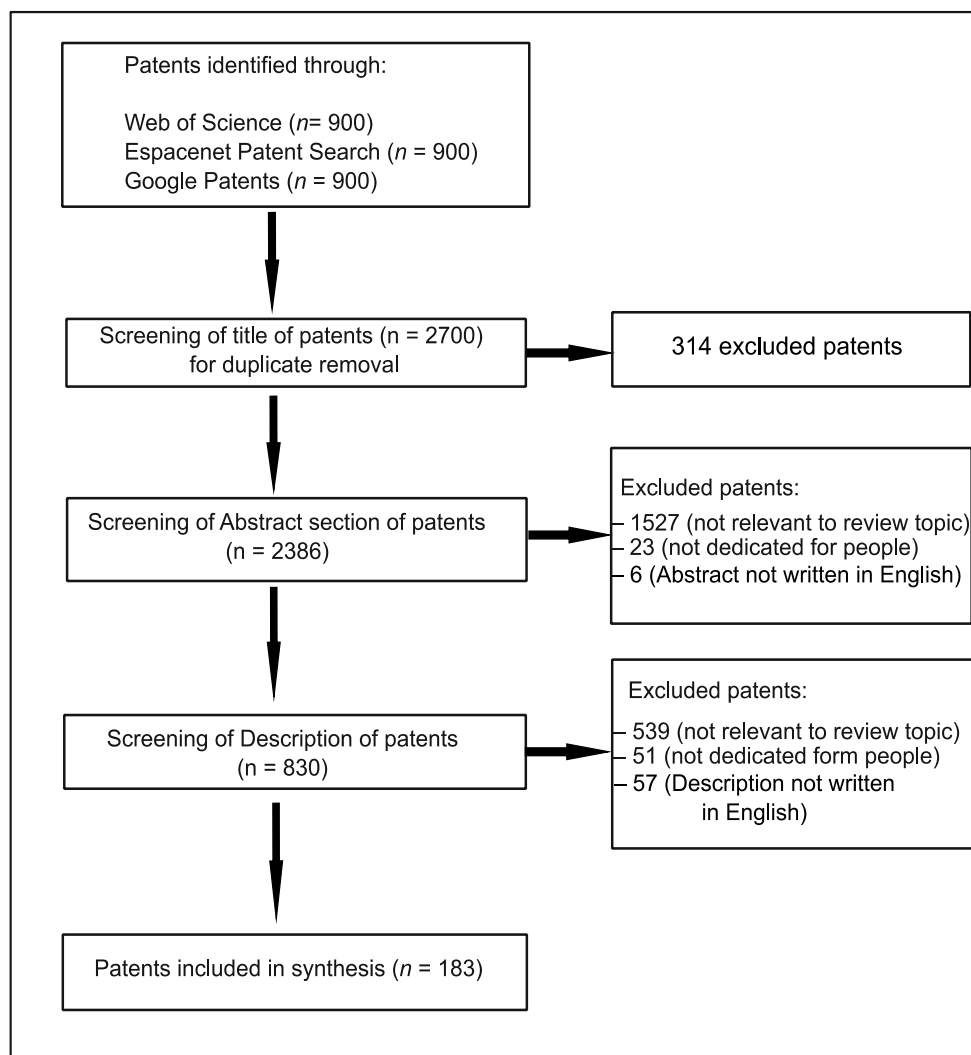 Patents identified through:
Web of Science (n= 900)
Espacenet Patent Search (n = 900)
Google Patents (n = 900)
Screening of title of patents (n = 2700)
for duplicate removal
314 excluded patents
Screening of Abstract section of patents
(n = 2386)
Excluded patents:
1527 (not relevant to review topic)
23 (not dedicated for people)
6 (Abstract not written in English)
Screening of Description of patents
(n = 830)
Excluded patents:
539 (not relevant to review topic)
51 (not dedicated form people)
57 (Description not written
in English)
Patents included in synthesis (n = 183)